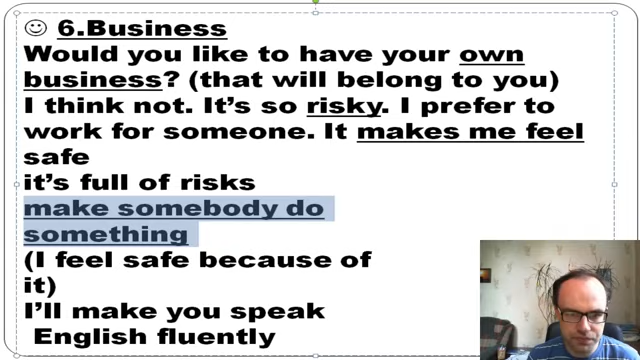 ☺ 6.Business
Would you like to have your own
business? (that will belong to you)
I think not. It's so risky. I prefer to
work for someone. It makes me feel
safe
it's full of risks
make somebody do
something
(I feel safe because of
it)
I'll make you speak
English fluently